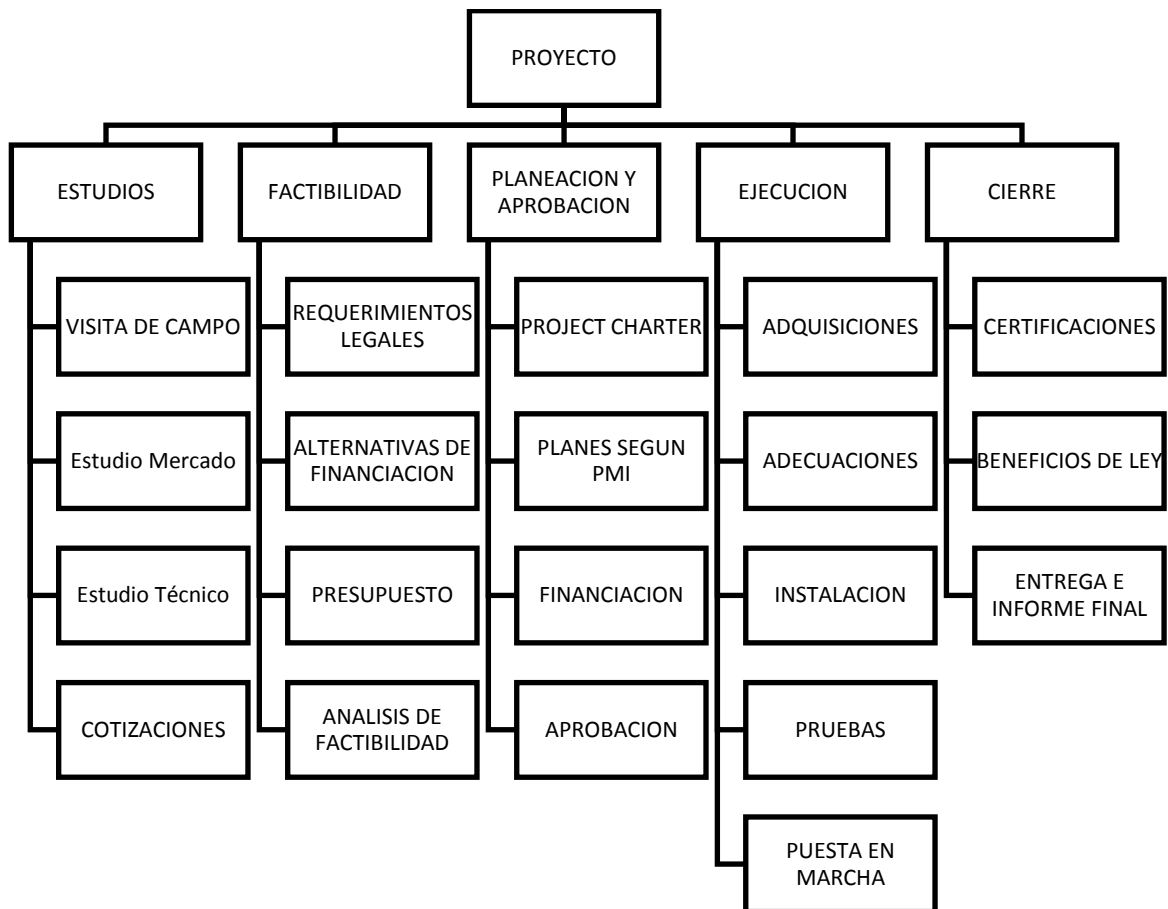 PROYECTO
ESTUDIOS
FACTIBILIDAD
PLANEACION Y
APROBACION
EJECUCION
CIERRE
VISITA DE CAMPO
REQUERIMIENTOS
LEGALES
PROJECT CHARTER
ADQUISICIONES
CERTIFICACIONES
Estudio Mercado
ALTERNATIVAS DE
FINANCIACION
PLANES SEGUN
PMI
ADECUACIONES
BENEFICIOS DE LEY
Estudio Técnico
PRESUPUESTO
FINANCIACION
INSTALACION
ENTREGA E
INFORME FINAL
COTIZACIONES
ANALISIS DE
FACTIBILIDAD
APROBACION
PRUEBAS
PUESTA EN
MARCHA